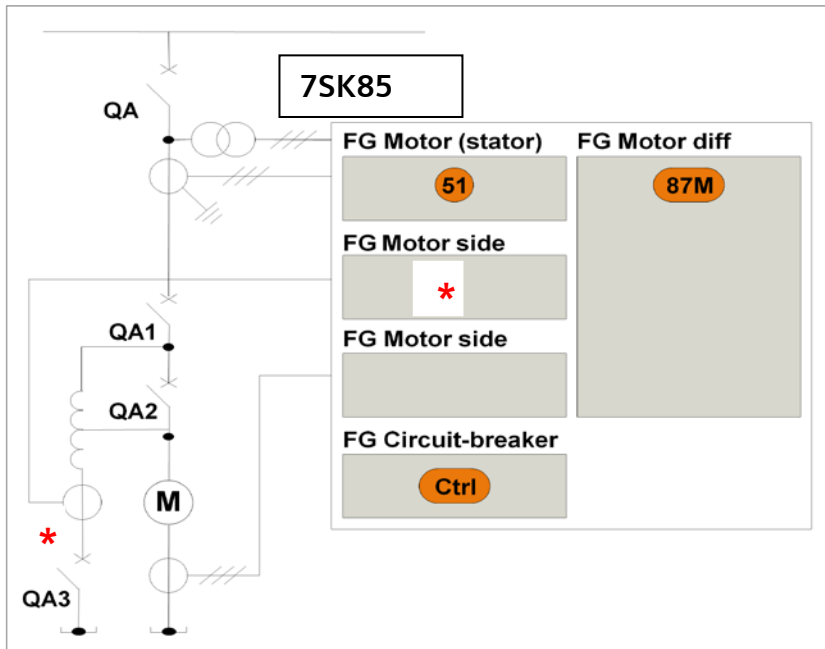 7SK85
QA
FG Motor (stator)
FG Motor diff
51
87M
FG Motor side
*
QA1
FG Motor side
QA2
FG Circuit-breaker
Ctrl
M
*
QA3